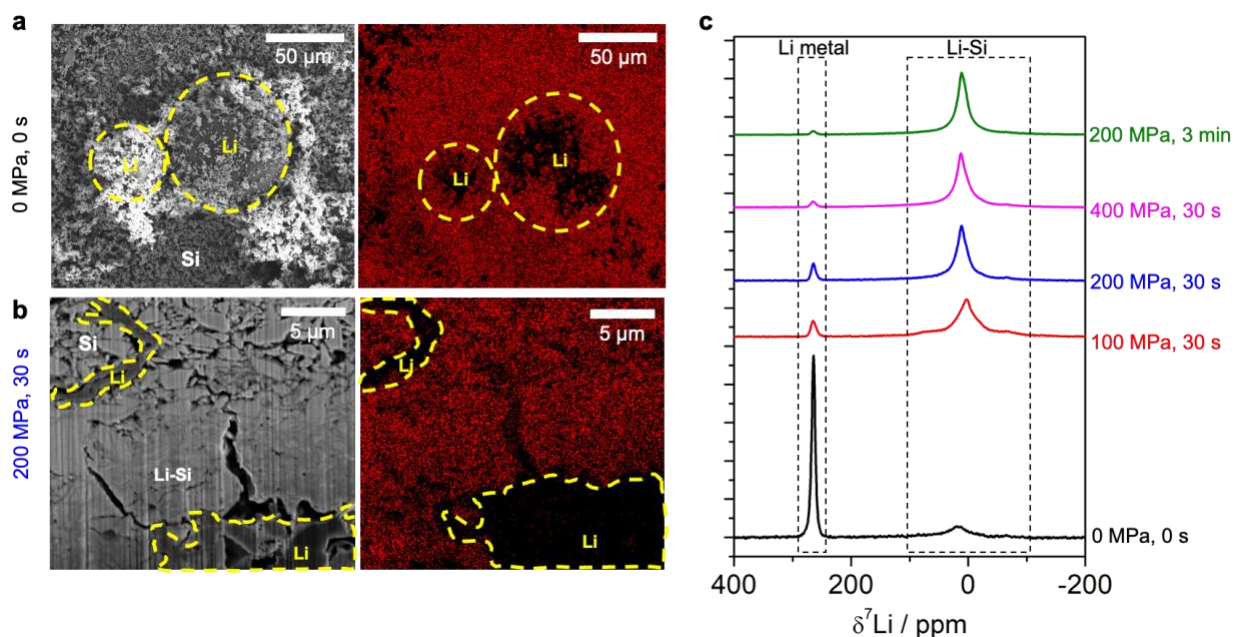 a
50 μm
Li
Li
Si
50 μm
Li
Li
0 MPa, 0 s
b
5 μm
Si
Li
Li-Si
Li
5 μm
Li
Li
200 MPa, 30 s
c
Li metal
Li-Si
200 MPa, 3 min
400 MPa, 30 s
200 MPa, 30 s
100 MPa, 30 s
0 MPa, 0 s
400 200 0 -200
δ⁷Li / ppm